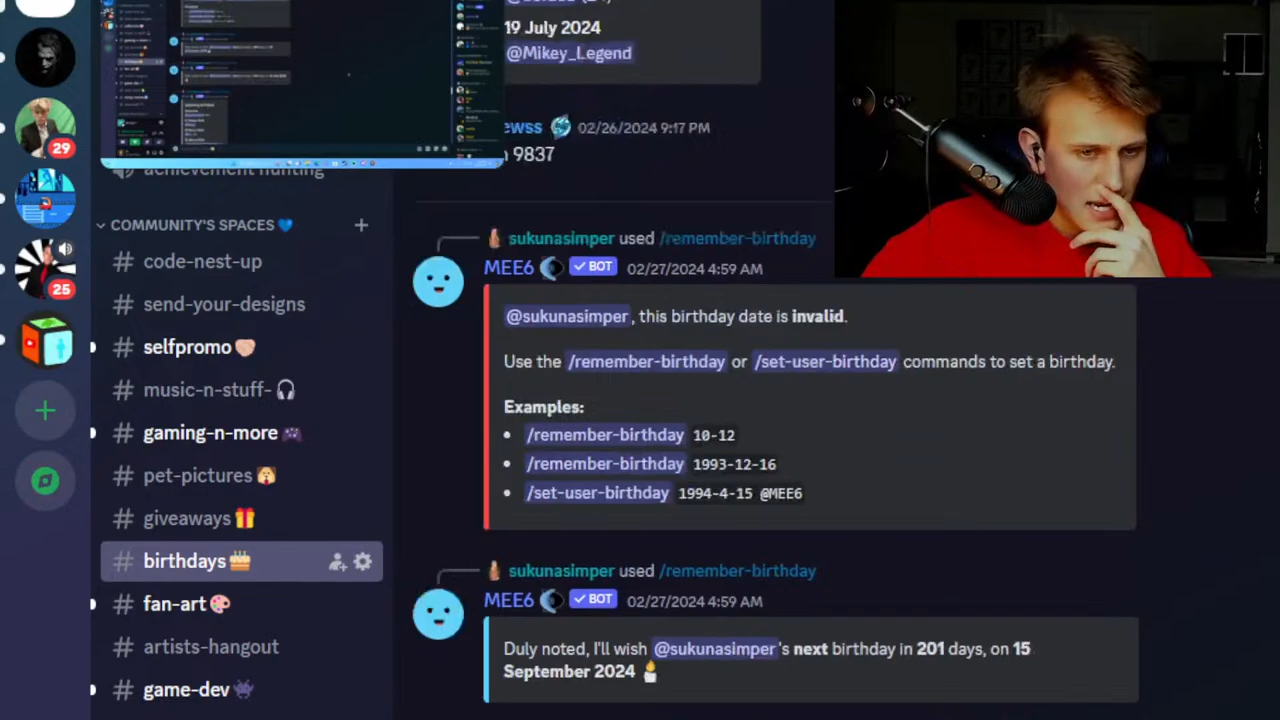 19 July 2024
@Mikey_Legend
ewss 02/26/2024 9:17 PM
9837
29
25
achievement hunting
COMMUNITY'S SPACES
# code-nest-up
# send-your-designs
# selfpromo
# music-n-stuff-
# gaming-n-more
# pet-pictures
# giveaways
# birthdays
# fan-art
# artists-hangout
# game-dev
sukunasimper used /remember-birthday
MEE6 ✓ BOT 02/27/2024 4:59 AM
@sukunasimper, this birthday date is invalid.
Use the /remember-birthday or /set-user-birthday commands to set a birthday.
Examples:
• /remember-birthday 10-12
• /remember-birthday 1993-12-16
• /set-user-birthday 1994-4-15 @MEE6
sukunasimper used /remember-birthday
MEE6 ✓ BOT 02/27/2024 4:59 AM
Duly noted, I'll wish @sukunasimper's next birthday in 201 days, on 15
September 2024